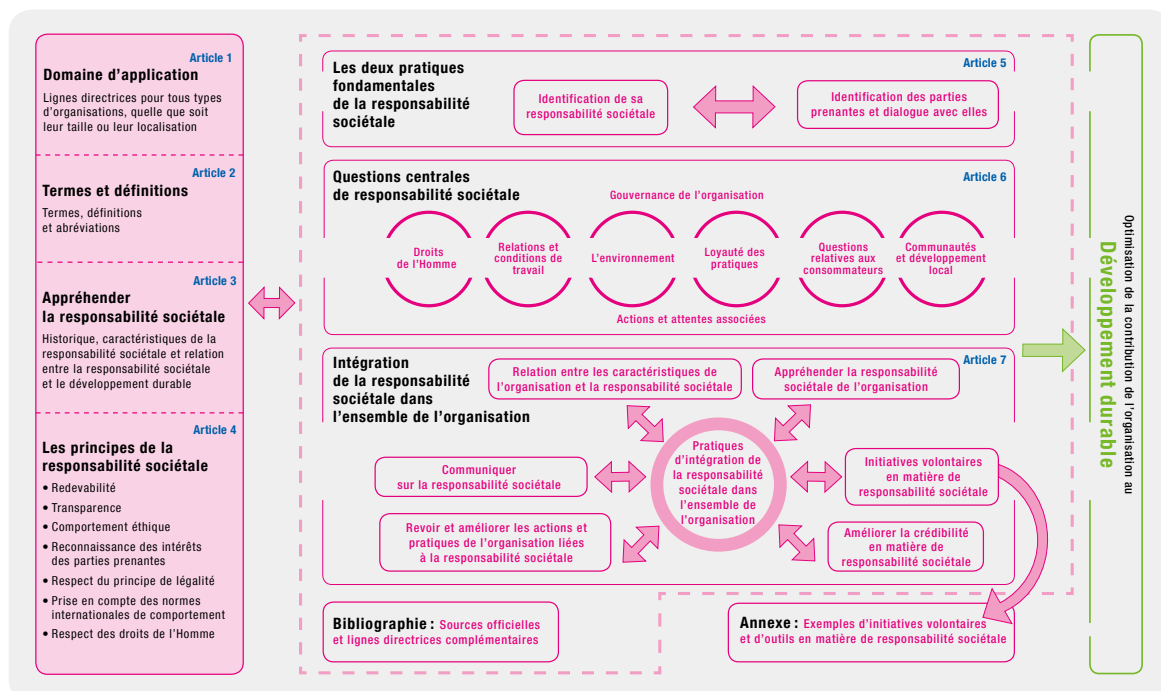 Article 1
Domaine d'application
Lignes directrices pour tous types
d'organisations, quelle que soit
leur taille ou leur localisation
Article 2
Termes et définitions
Termes, définitions
et abréviations
Article 3
Appréhender
la responsabilité sociétale
Historique, caractéristiques de la
responsabilité sociétale et relation
entre la responsabilité sociétale
et le développement durable
Article 4
Les principes de la
responsabilité sociétale
• Redevabilité
• Transparence
• Comportement éthique
• Reconnaissance des intérêts
des parties prenantes
• Respect du principe de légalité
• Prise en compte des normes
internationales de comportement
• Respect des droits de l'Homme
Les deux pratiques
fondamentales
de la responsabilité
sociétale
Article 5
Identification de sa
responsabilité sociétale
Identification des parties
prenantes et dialogue avec elles
Questions centrales
de responsabilité sociétale
Article 6
Gouvernance de l'organisation
Droits
de l'Homme
Relations et
conditions de
travail
L'environnement
Loyauté des
pratiques
Questions
relatives aux
consommateurs
Communautés
et développement
local
Actions et attentes associées
Intégration
de la responsabilité
sociétale dans
l'ensemble de l'organisation
Article 7
Relation entre les caractéristiques de
l'organisation et la responsabilité sociétale
Appréhender la responsabilité
sociétale de l'organisation
Pratiques
d'intégration de
la responsabilité
sociétale dans
l'ensemble de
l'organisation
Communiquer
sur la responsabilité sociétale
Initiatives volontaires
en matière de
responsabilité sociétale
Revoir et améliorer les actions et
pratiques de l'organisation liées
à la responsabilité sociétale
Améliorer la crédibilité
en matière de
responsabilité sociétale
Bibliographie : Sources officielles
et lignes directrices complémentaires
Annexe : Exemples d'initiatives volontaires
et d'outils en matière de responsabilité sociétale
Optimisation de la contribution de l'organisation au
Développement durable